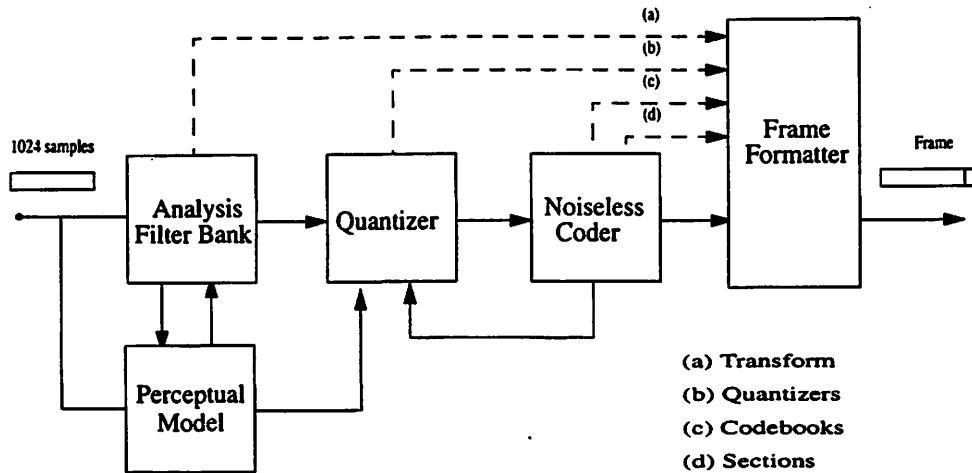 (a)
(b)
(c)
(d)
1024 samples
Analysis
Filter Bank
Quantizer
Noiseless
Coder
Frame
Formatter
Frame
Perceptual
Model
(a) Transform
(b) Quantizers
(c) Codebooks
(d) Sections